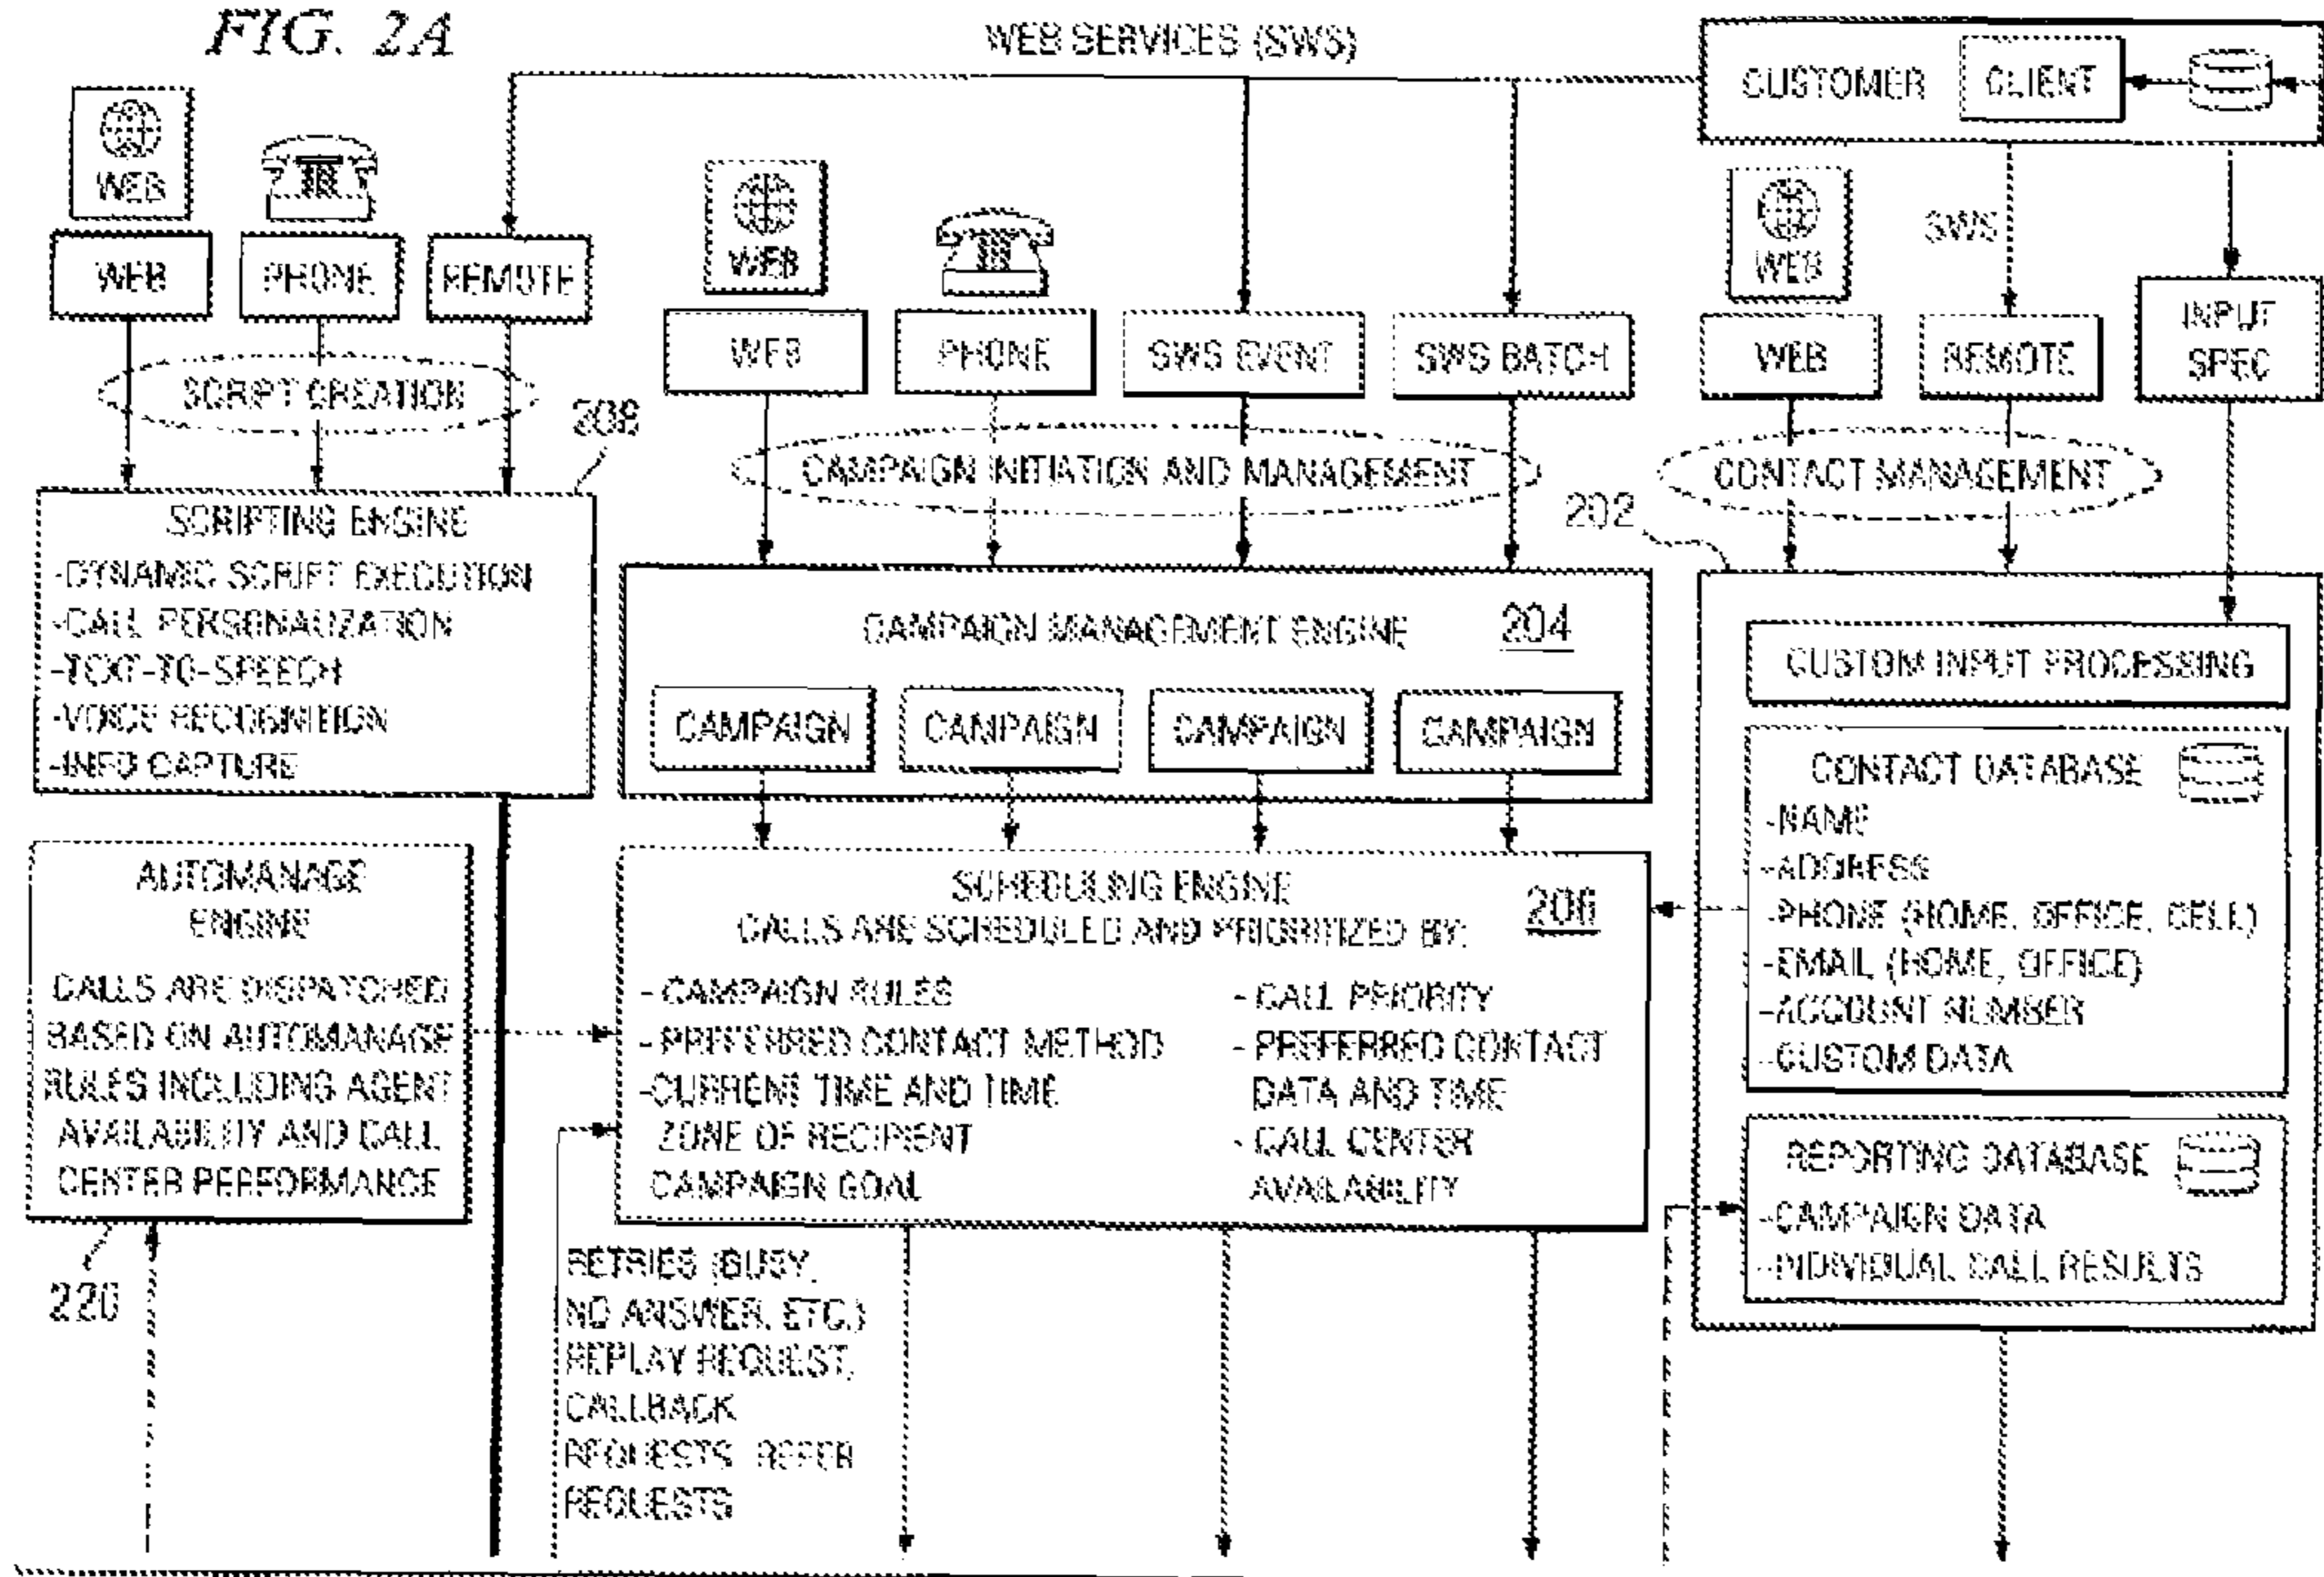 FIG. 2A
WEB SERVICES (SWS)
CUSTOMER
CLIENT
WEB
WEB
PHONE
REMOTE
SCRIPT CREATION
208
SCRIPTING ENGINE
-DYNAMIC SCRIPT EXECUTION
-CALL PERSONALIZATION
-TEXT-TO-SPEECH
-VOICE RECOGNITION
-INFO CAPTURE
WEB
WEB
PHONE
SWS EVENT
SWS BATCH
CAMPAIGN INITIATION AND MANAGEMENT
CAMPAIGN MANAGEMENT ENGINE 204
CAMPAIGN
CAMPAIGN
CAMPAIGN
CAMPAIGN
WEB
SWS
WEB
REMOTE
INPUT
SPEC
CONTACT MANAGEMENT
202
CUSTOM INPUT PROCESSING
CONTACT DATABASE
-NAME
-ADDRESS
-PHONE (HOME, OFFICE, CELL)
-EMAIL (HOME, OFFICE)
-ACCOUNT NUMBER
-CUSTOM DATA
REPORTING DATABASE
-CAMPAIGN DATA
-INDIVIDUAL CALL RESULTS
AUTOMANAGE
ENGINE
CALLS ARE DISPATCHED
BASED ON AUTOMANAGE
RULES INCLUDING AGENT
AVAILABILITY AND CALL
CENTER PERFORMANCE
220
SCHEDULING ENGINE 206
CALLS ARE SCHEDULED AND PRIORITIZED BY:
- CAMPAIGN RULES
- PREFERRED CONTACT METHOD
-CURRENT TIME AND TIME
ZONE OF RECIPIENT
CAMPAIGN GOAL
- CALL PRIORITY
- PREFERRED CONTACT
DATA AND TIME
- CALL CENTER
AVAILABILITY
RETRIES (BUSY,
NO ANSWER, ETC.)
REPLAY REQUEST,
CALLBACK
REQUESTS REFER
REQUESTS